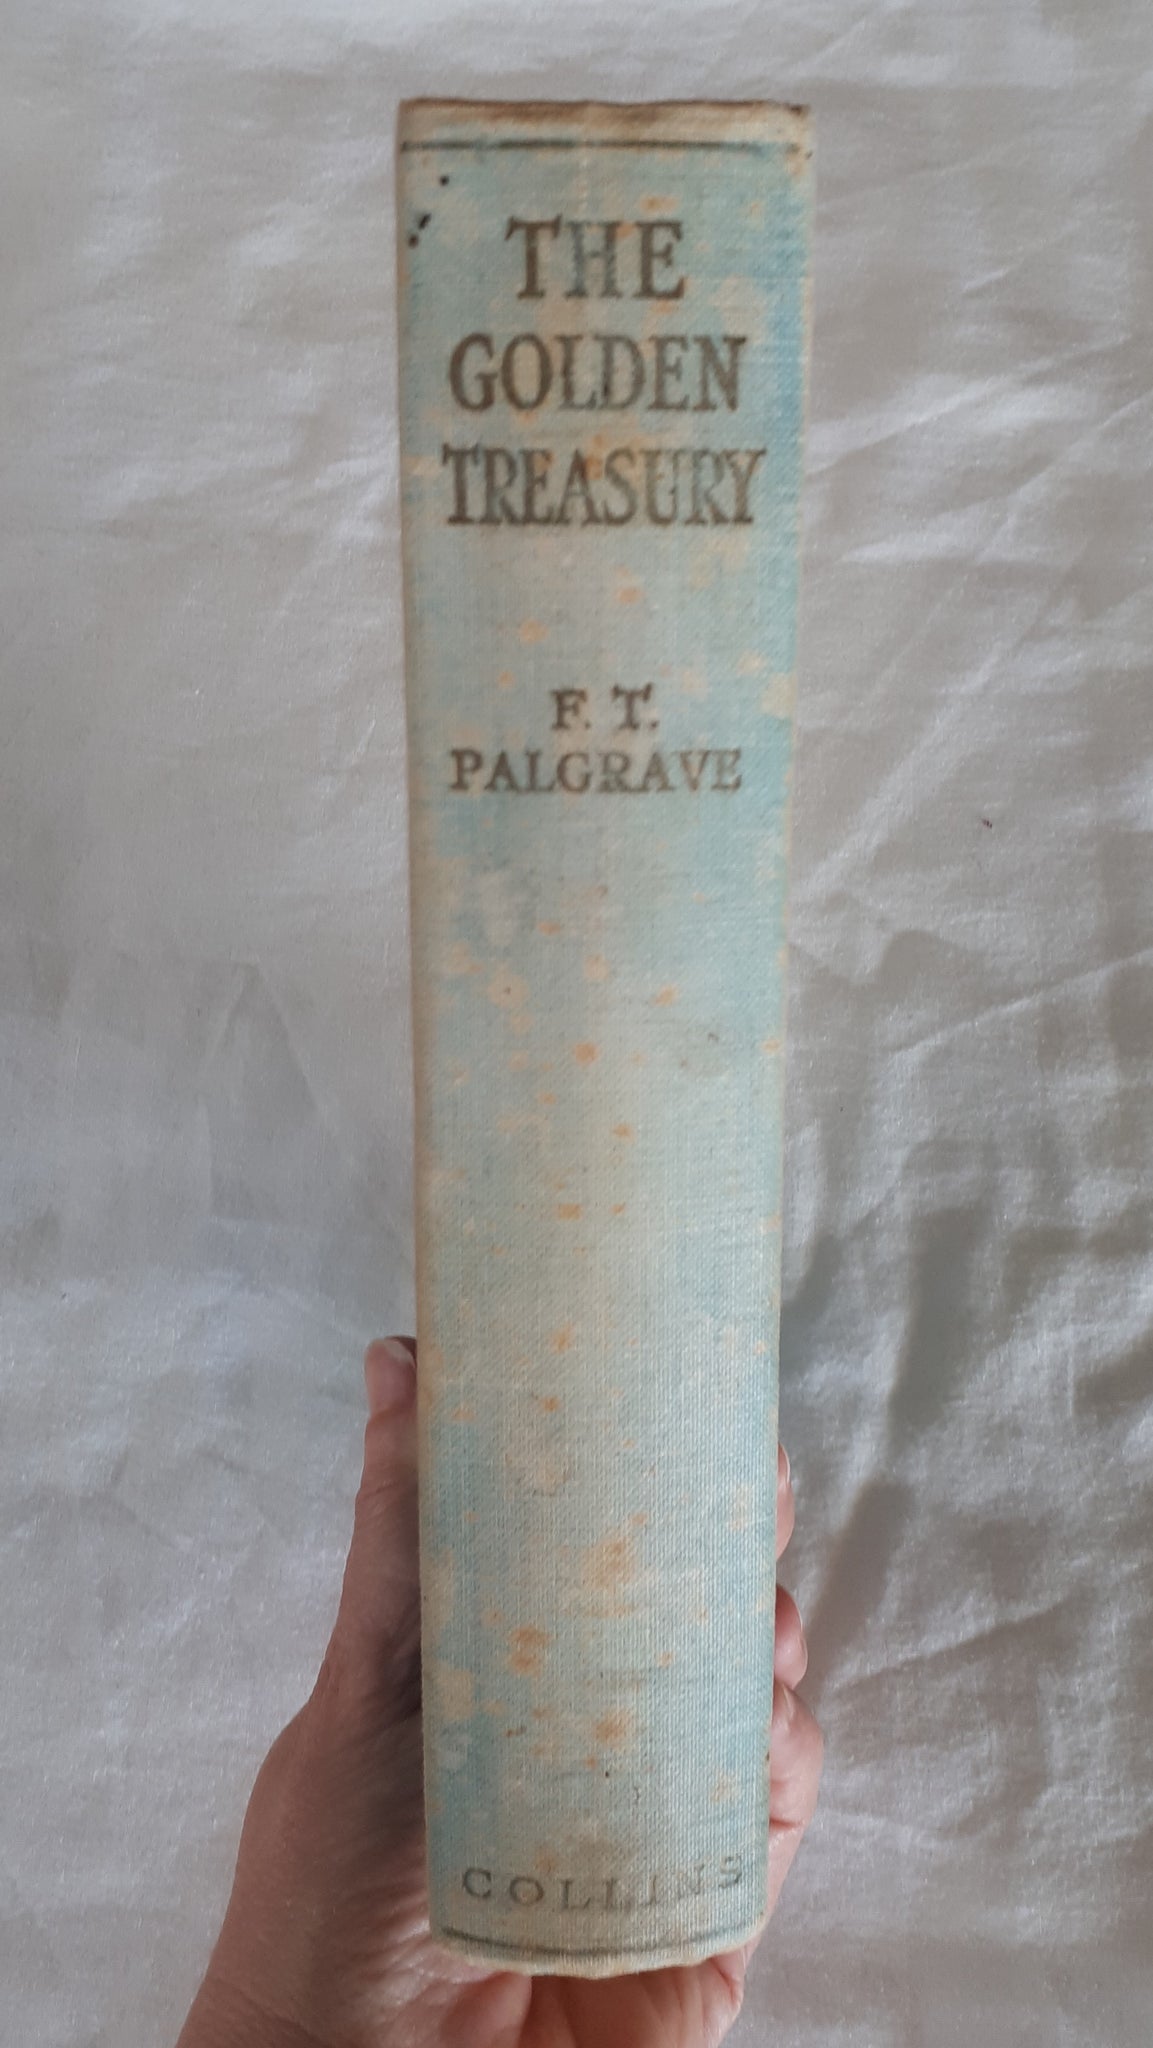 THE
GOLDEN
TREASURY
F. T.
PALGRAVE
COLLINS